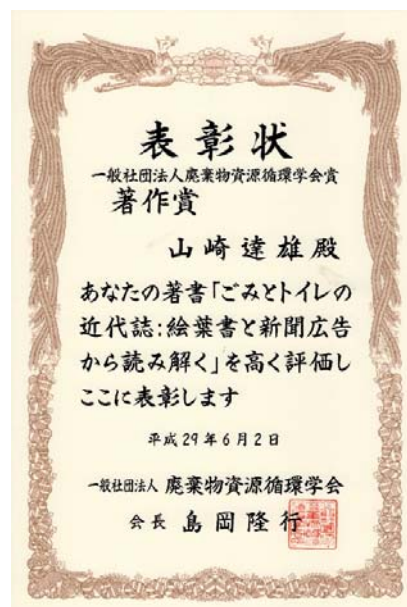 表彰状
一般社団法人廃棄物資源循環学会賞
著作賞
山崎達雄殿
あなたの著書「ごみとトイレの
近代誌:絵葉書と新聞広告
から読み解く」を高く評価し
ここに表彰します
平成29年6月2日
一般社団法人 廃棄物資源循環学会
会長 島岡隆行